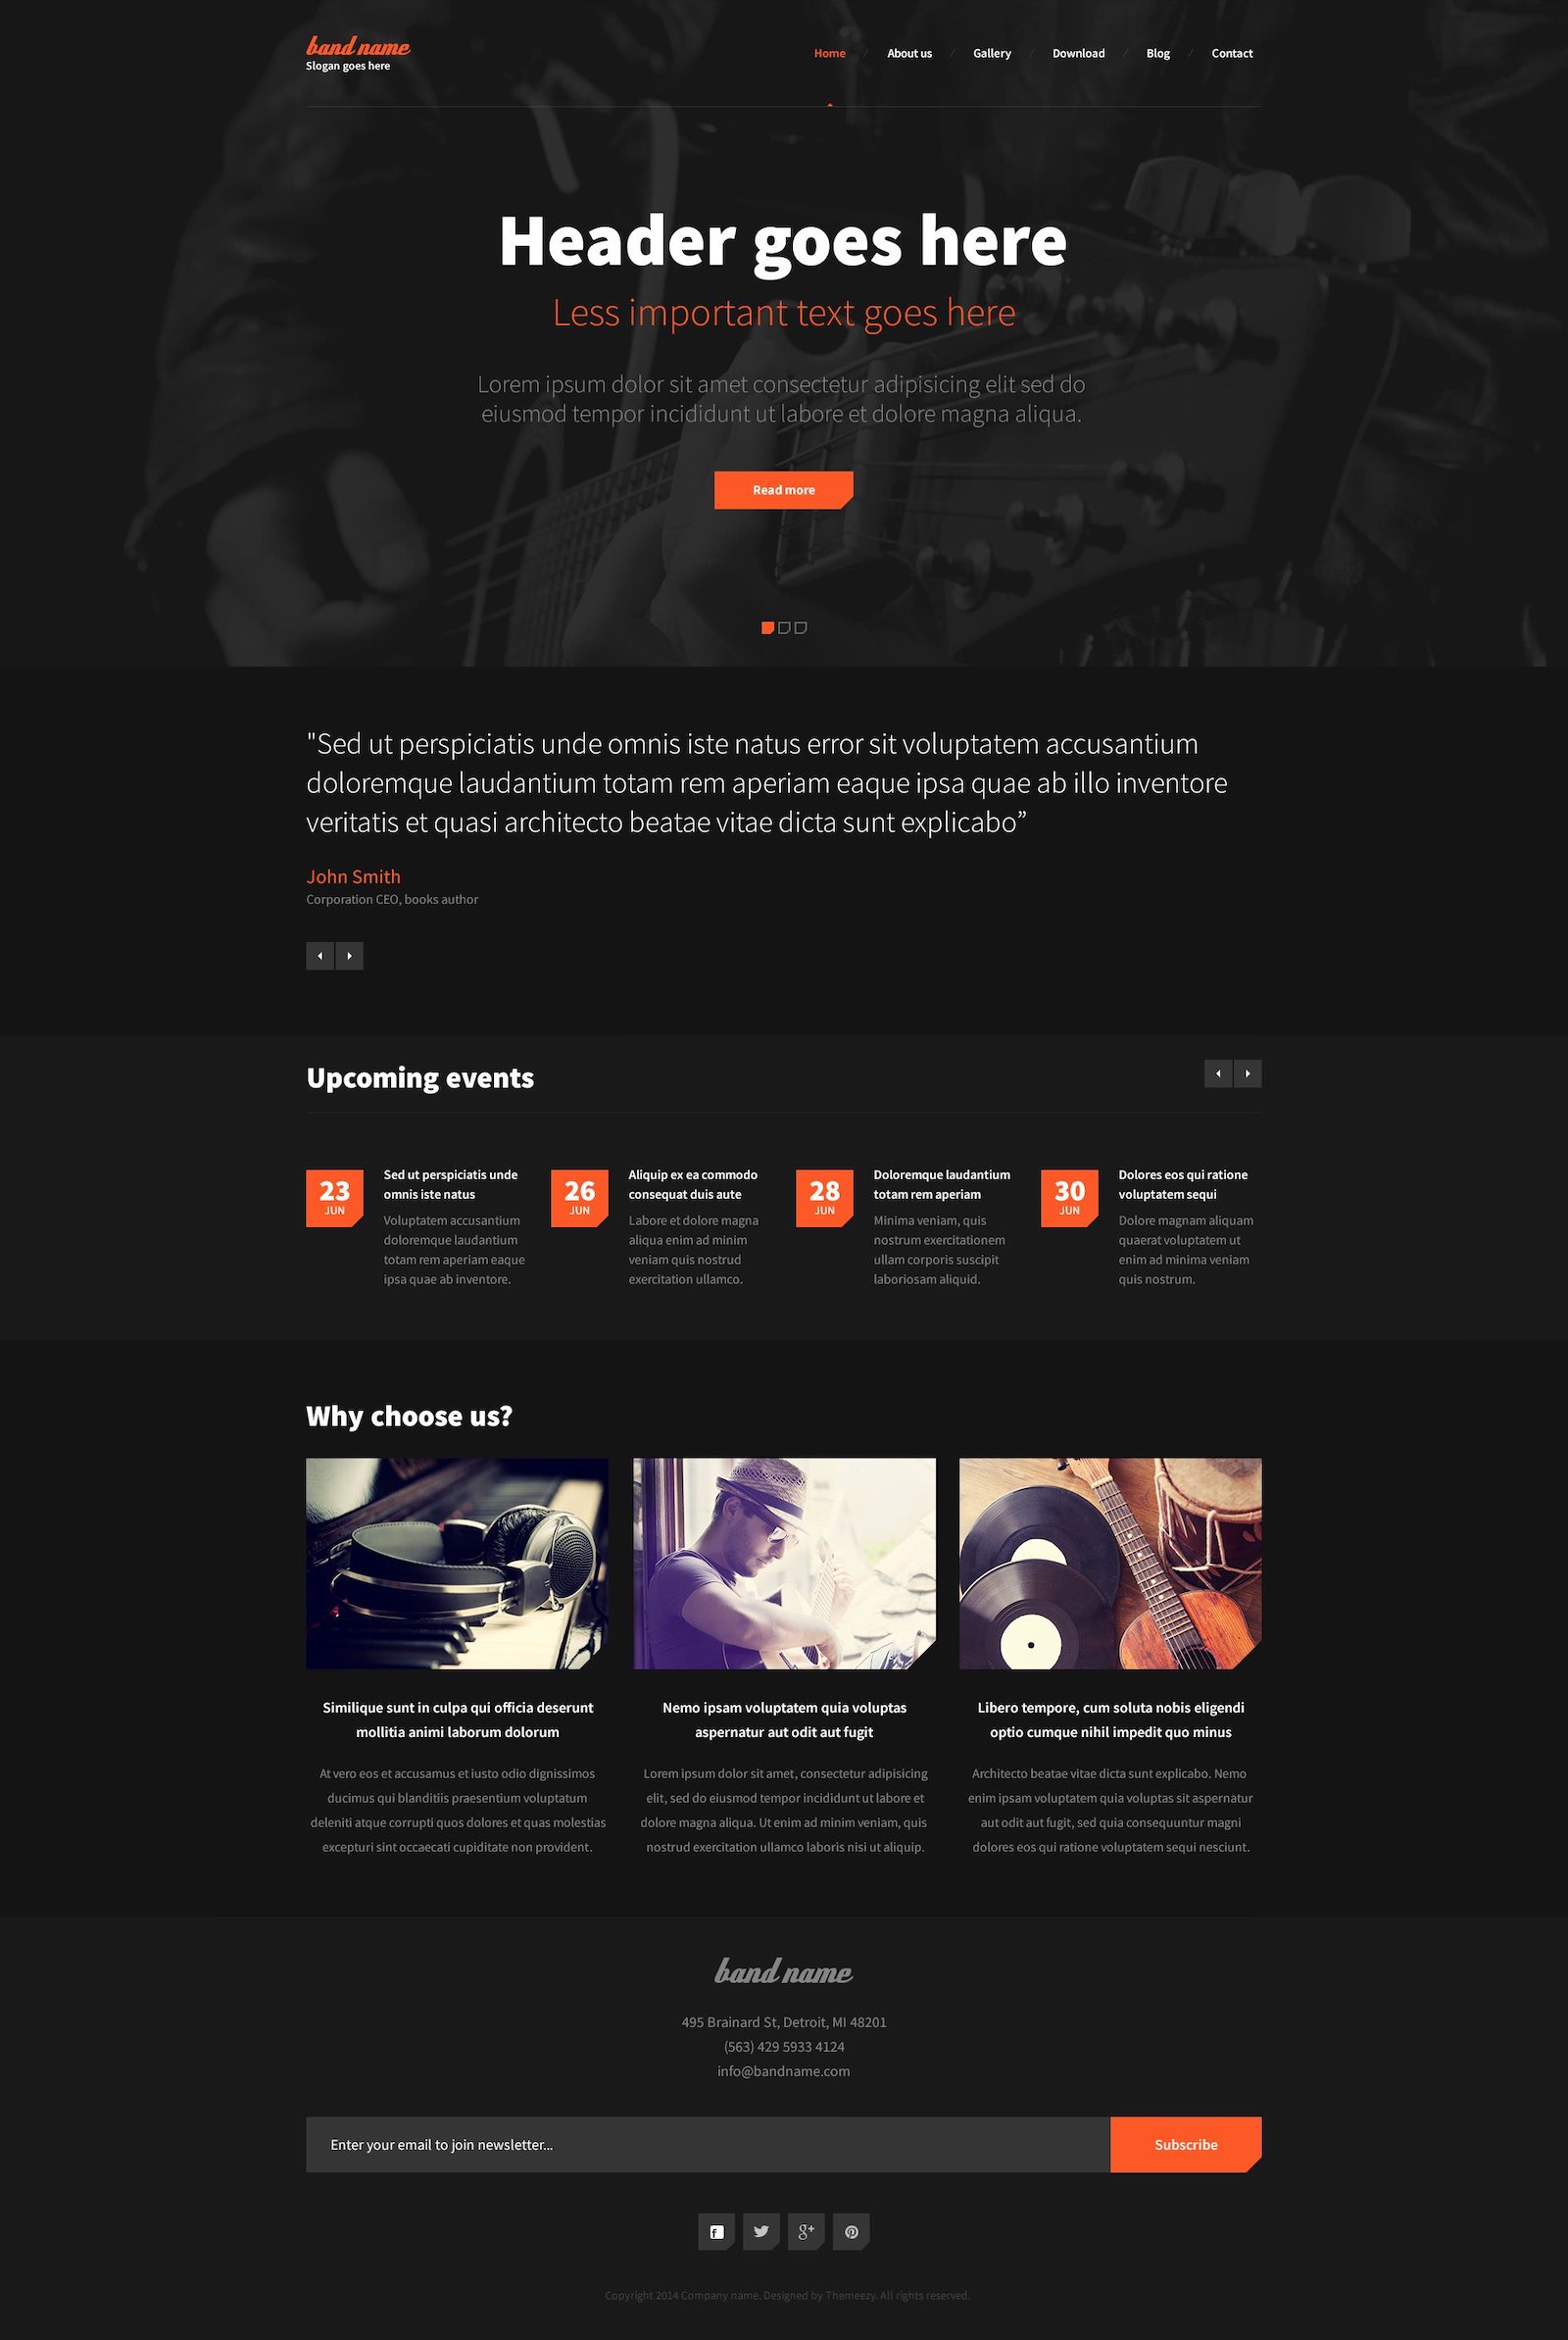 band name
Slogan goes here
Home / About us / Gallery / Download / Blog / Contact
Header goes here
Less important text goes here
Lorem ipsum dolor sit amet consectetur adipisicing elit sed do
eiusmod tempor incididunt ut labore et dolore magna aliqua.
Read more
"Sed ut perspiciatis unde omnis iste natus error sit voluptatem accusantium
doloremque laudantium totam rem aperiam eaque ipsa quae ab illo inventore
veritatis et quasi architecto beatae vitae dicta sunt explicabo”
John Smith
Corporation CEO, books author
Upcoming events
23
JUN
Sed ut perspiciatis unde
omnis iste natus
Voluptatem accusantium
doloremque laudantium
totam rem aperiam eaque
ipsa quae ab inventore.
26
JUN
Aliquip ex ea commodo
consequat duis aute
Labore et dolore magna
aliqua enim ad minim
veniam quis nostrud
exercitation ullamco.
28
JUN
Doloremque laudantium
totam rem aperiam
Minima veniam, quis
nostrum exercitationem
ullam corporis suscipit
laboriosam aliquid.
30
JUN
Dolores eos qui ratione
voluptatem sequi
Dolore magnam aliquam
quaerat voluptatem ut
enim ad minima veniam
quis nostrum.
Why choose us?
Similique sunt in culpa qui officia deserunt
mollitia animi laborum dolorum
At vero eos et accusamus et iusto odio dignissimos
ducimus qui blanditiis praesentium voluptatum
deleniti atque corrupti quos dolores et quas molestias
excepturi sint occaecati cupiditate non provident.
Nemo ipsam voluptatem quia voluptas
aspernatur aut odit aut fugit
Lorem ipsum dolor sit amet, consectetur adipisicing
elit, sed do eiusmod tempor incididunt ut labore et
dolore magna aliqua. Ut enim ad minim veniam, quis
nostrud exercitation ullamco laboris nisi ut aliquip.
Libero tempore, cum soluta nobis eligendi
optio cumque nihil impedit quo minus
Architecto beatae vitae dicta sunt explicabo. Nemo
enim ipsam voluptatem quia voluptas sit aspernatur
aut odit aut fugit, sed quia consequuntur magni
dolores eos qui ratione voluptatem sequi nesciunt.
band name
495 Brainard St, Detroit, MI 48201
(563) 429 5933 4124
info@bandname.com
Enter your email to join newsletter...
Subscribe
Copyright 2014 Company name. Designed by Themeezy. All rights reserved.